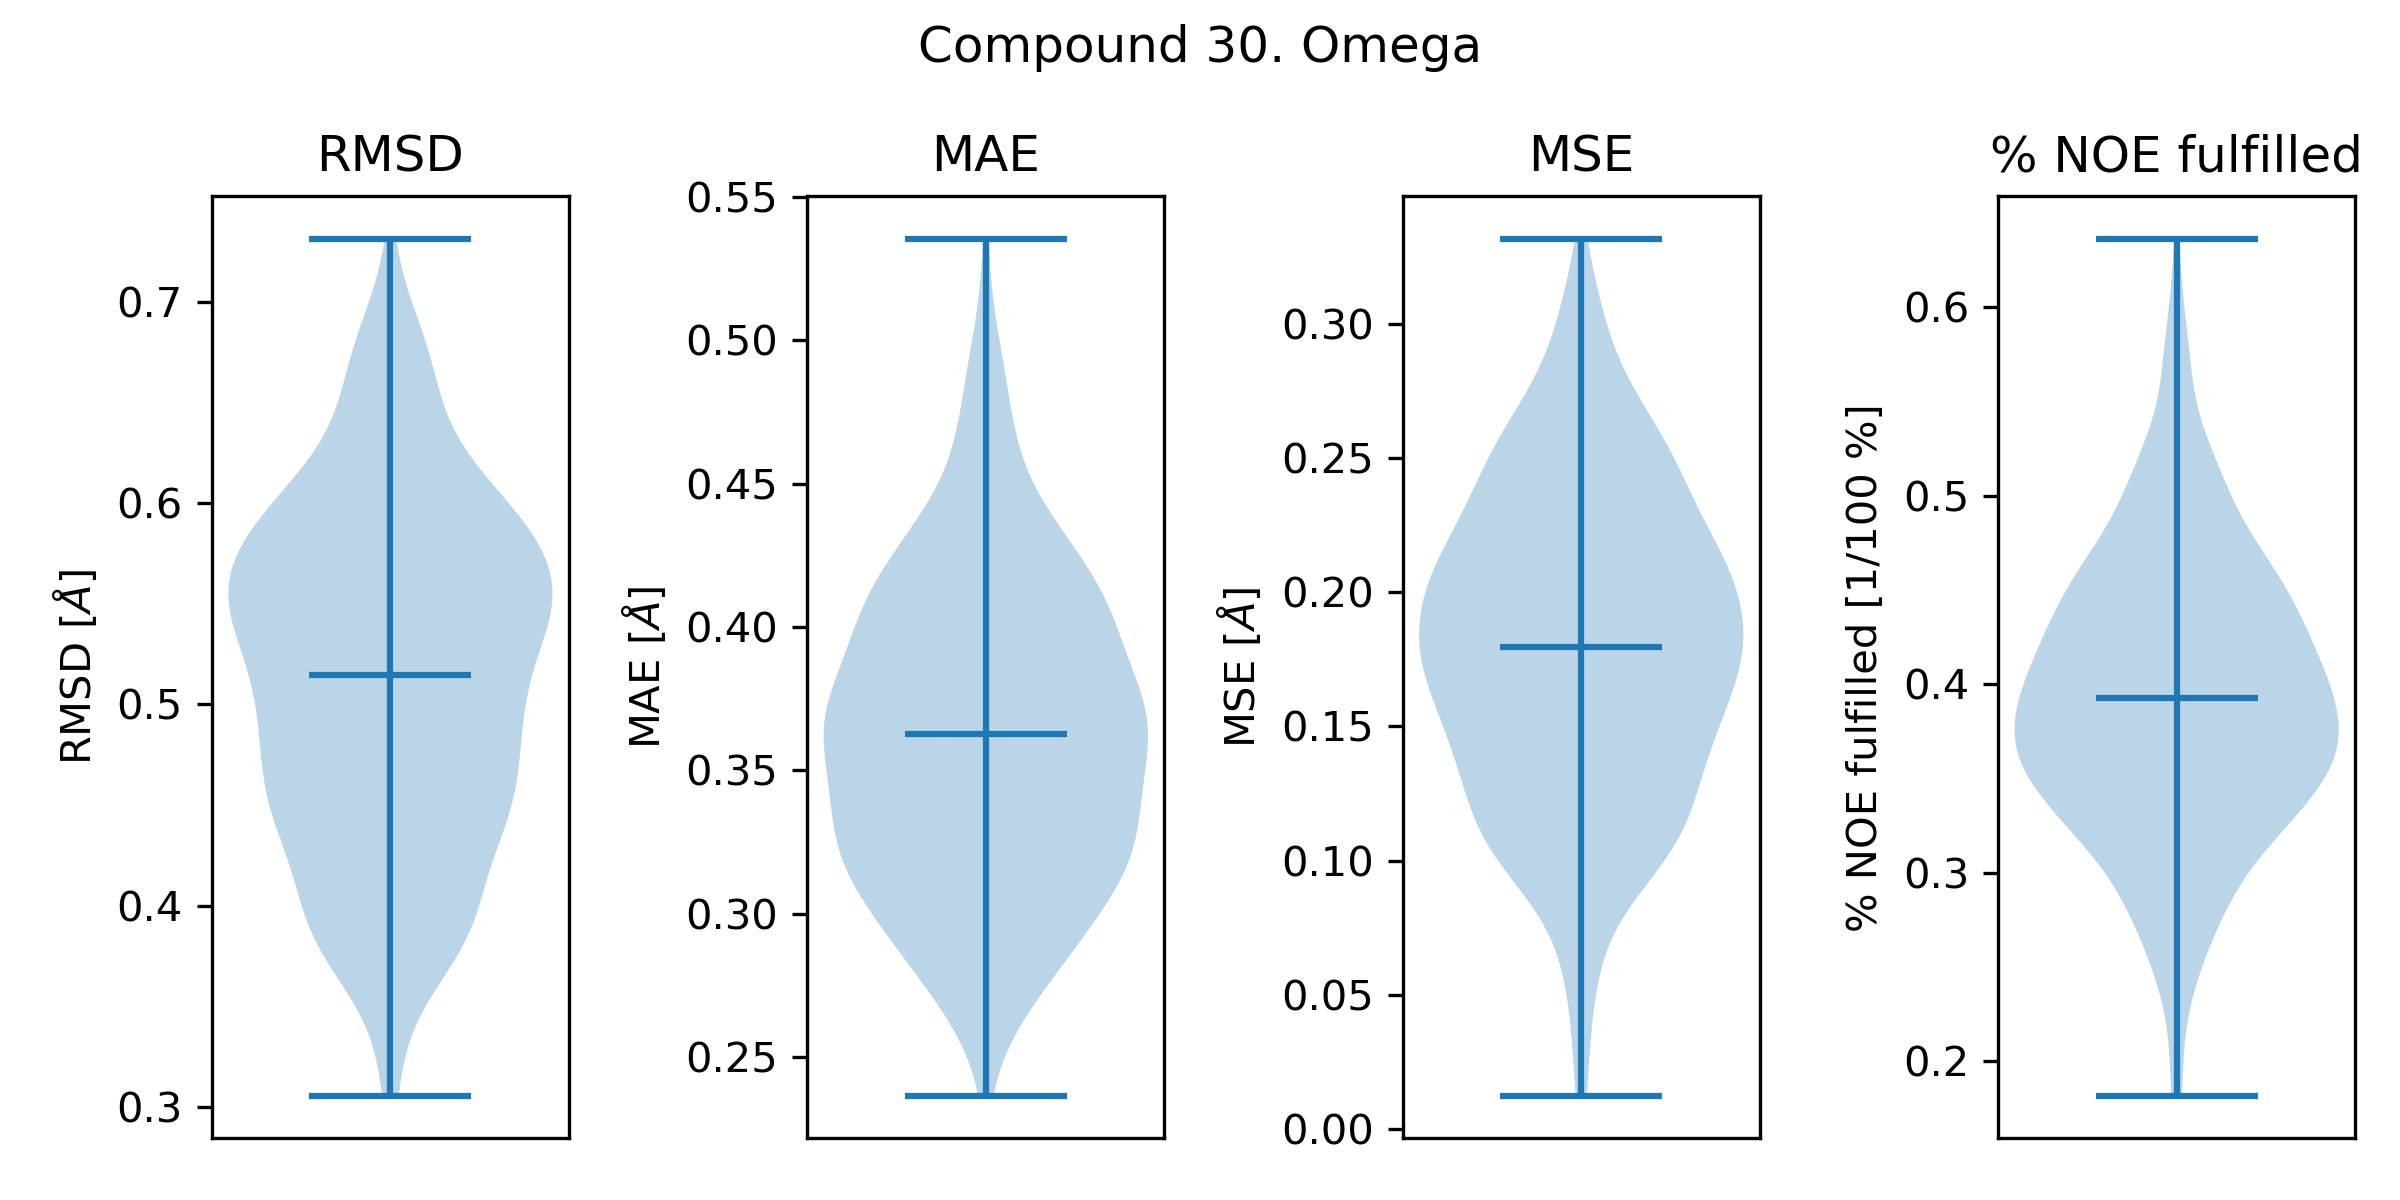 Compound 30. Omega
RMSD
MAE
MSE
% NOE fulfilled
RMSD [Å]
0.7
0.6
0.5
0.4
0.3
MAE [Å]
0.55
0.50
0.45
0.40
0.35
0.30
0.25
MSE [Å]
0.30
0.25
0.20
0.15
0.10
0.05
0.00
% NOE fulfilled [1/100 %]
0.6
0.5
0.4
0.3
0.2